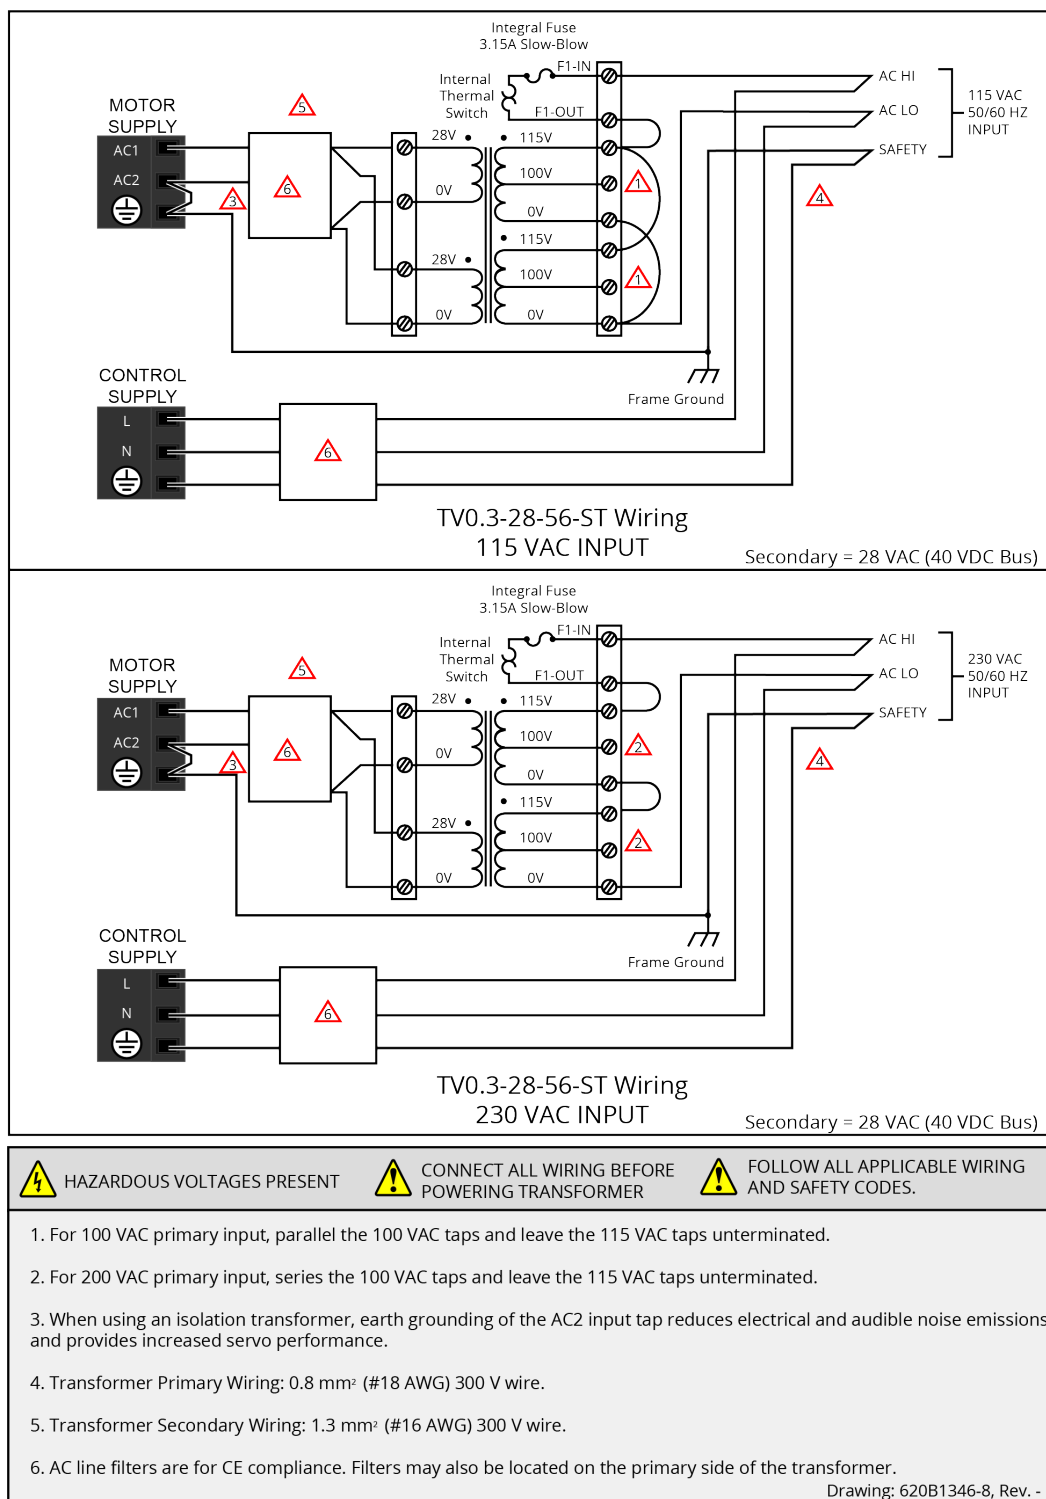 Integral Fuse
3.15A Slow-Blow
F1-IN
AC HI
Internal
Thermal
Switch
5
MOTOR
SUPPLY
F1-OUT
AC LO
115 VAC
50/60 HZ
INPUT
28V
115V
AC1
SAFETY
100V
AC2
0V
1
6
3
4
0V
115V
28V
100V
1
0V
0V
CONTROL
SUPPLY
Frame Ground
L
N
6
TV0.3-28-56-ST Wiring
115 VAC INPUT
Secondary = 28 VAC (40 VDC Bus)
Integral Fuse
3.15A Slow-Blow
F1-IN
AC HI
Internal
Thermal
Switch
5
MOTOR
SUPPLY
F1-OUT
AC LO
230 VAC
50/60 HZ
INPUT
28V
115V
AC1
SAFETY
100V
AC2
0V
2
6
3
4
0V
115V
28V
100V
2
0V
0V
CONTROL
SUPPLY
Frame Ground
L
N
6
TV0.3-28-56-ST Wiring
230 VAC INPUT
Secondary = 28 VAC (40 VDC Bus)
HAZARDOUS VOLTAGES PRESENT
CONNECT ALL WIRING BEFORE
POWERING TRANSFORMER
FOLLOW ALL APPLICABLE WIRING
AND SAFETY CODES.
1. For 100 VAC primary input, parallel the 100 VAC taps and leave the 115 VAC taps unterminated.
2. For 200 VAC primary input, series the 100 VAC taps and leave the 115 VAC taps unterminated.
3. When using an isolation transformer, earth grounding of the AC2 input tap reduces electrical and audible noise emissions
and provides increased servo performance.
4. Transformer Primary Wiring: 0.8 mm² (#18 AWG) 300 V wire.
5. Transformer Secondary Wiring: 1.3 mm² (#16 AWG) 300 V wire.
6. AC line filters are for CE compliance. Filters may also be located on the primary side of the transformer.
Drawing: 620B1346-8, Rev. -